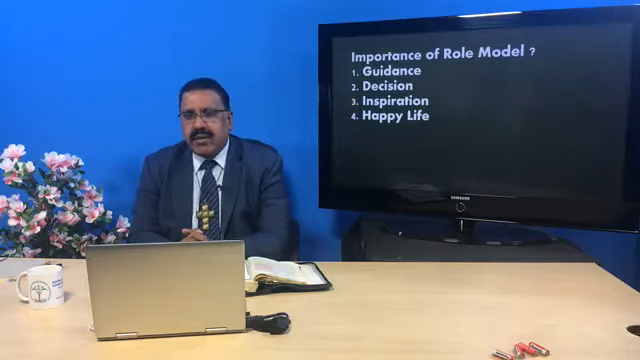 Importance of Role Model ?
1. Guidance
2. Decision
3. Inspiration
4. Happy Life
SAMSUNG